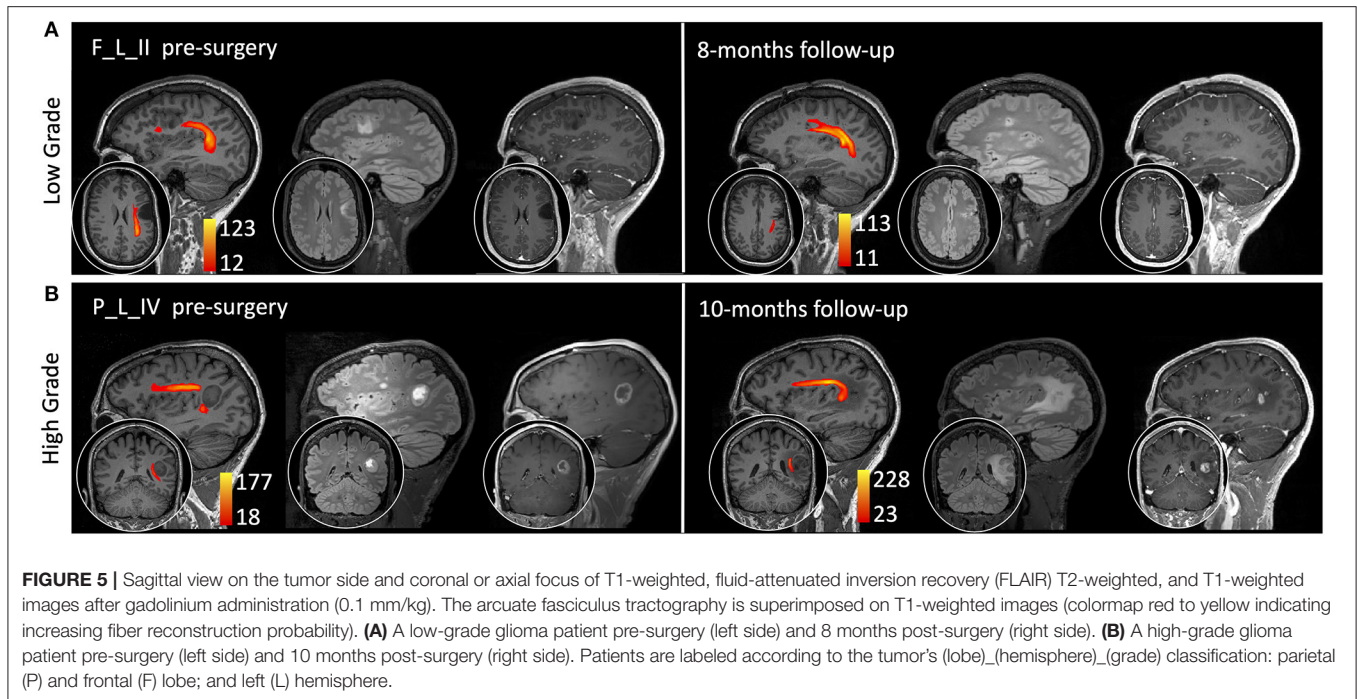 A
F_L_II pre-surgery
8-months follow-up
Low Grade
123
12
113
11
B
P_L_IV pre-surgery
10-months follow-up
High Grade
177
18
228
23
FIGURE 5 | Sagittal view on the tumor side and coronal or axial focus of T1-weighted, fluid-attenuated inversion recovery (FLAIR) T2-weighted, and T1-weighted
images after gadolinium administration (0.1 mm/kg). The arcuate fasciculus tractography is superimposed on T1-weighted images (colormap red to yellow indicating
increasing fiber reconstruction probability). (A) A low-grade glioma patient pre-surgery (left side) and 8 months post-surgery (right side). (B) A high-grade glioma
patient pre-surgery (left side) and 10 months post-surgery (right side). Patients are labeled according to the tumor's (lobe)_(hemisphere)_(grade) classification: parietal
(P) and frontal (F) lobe; and left (L) hemisphere.